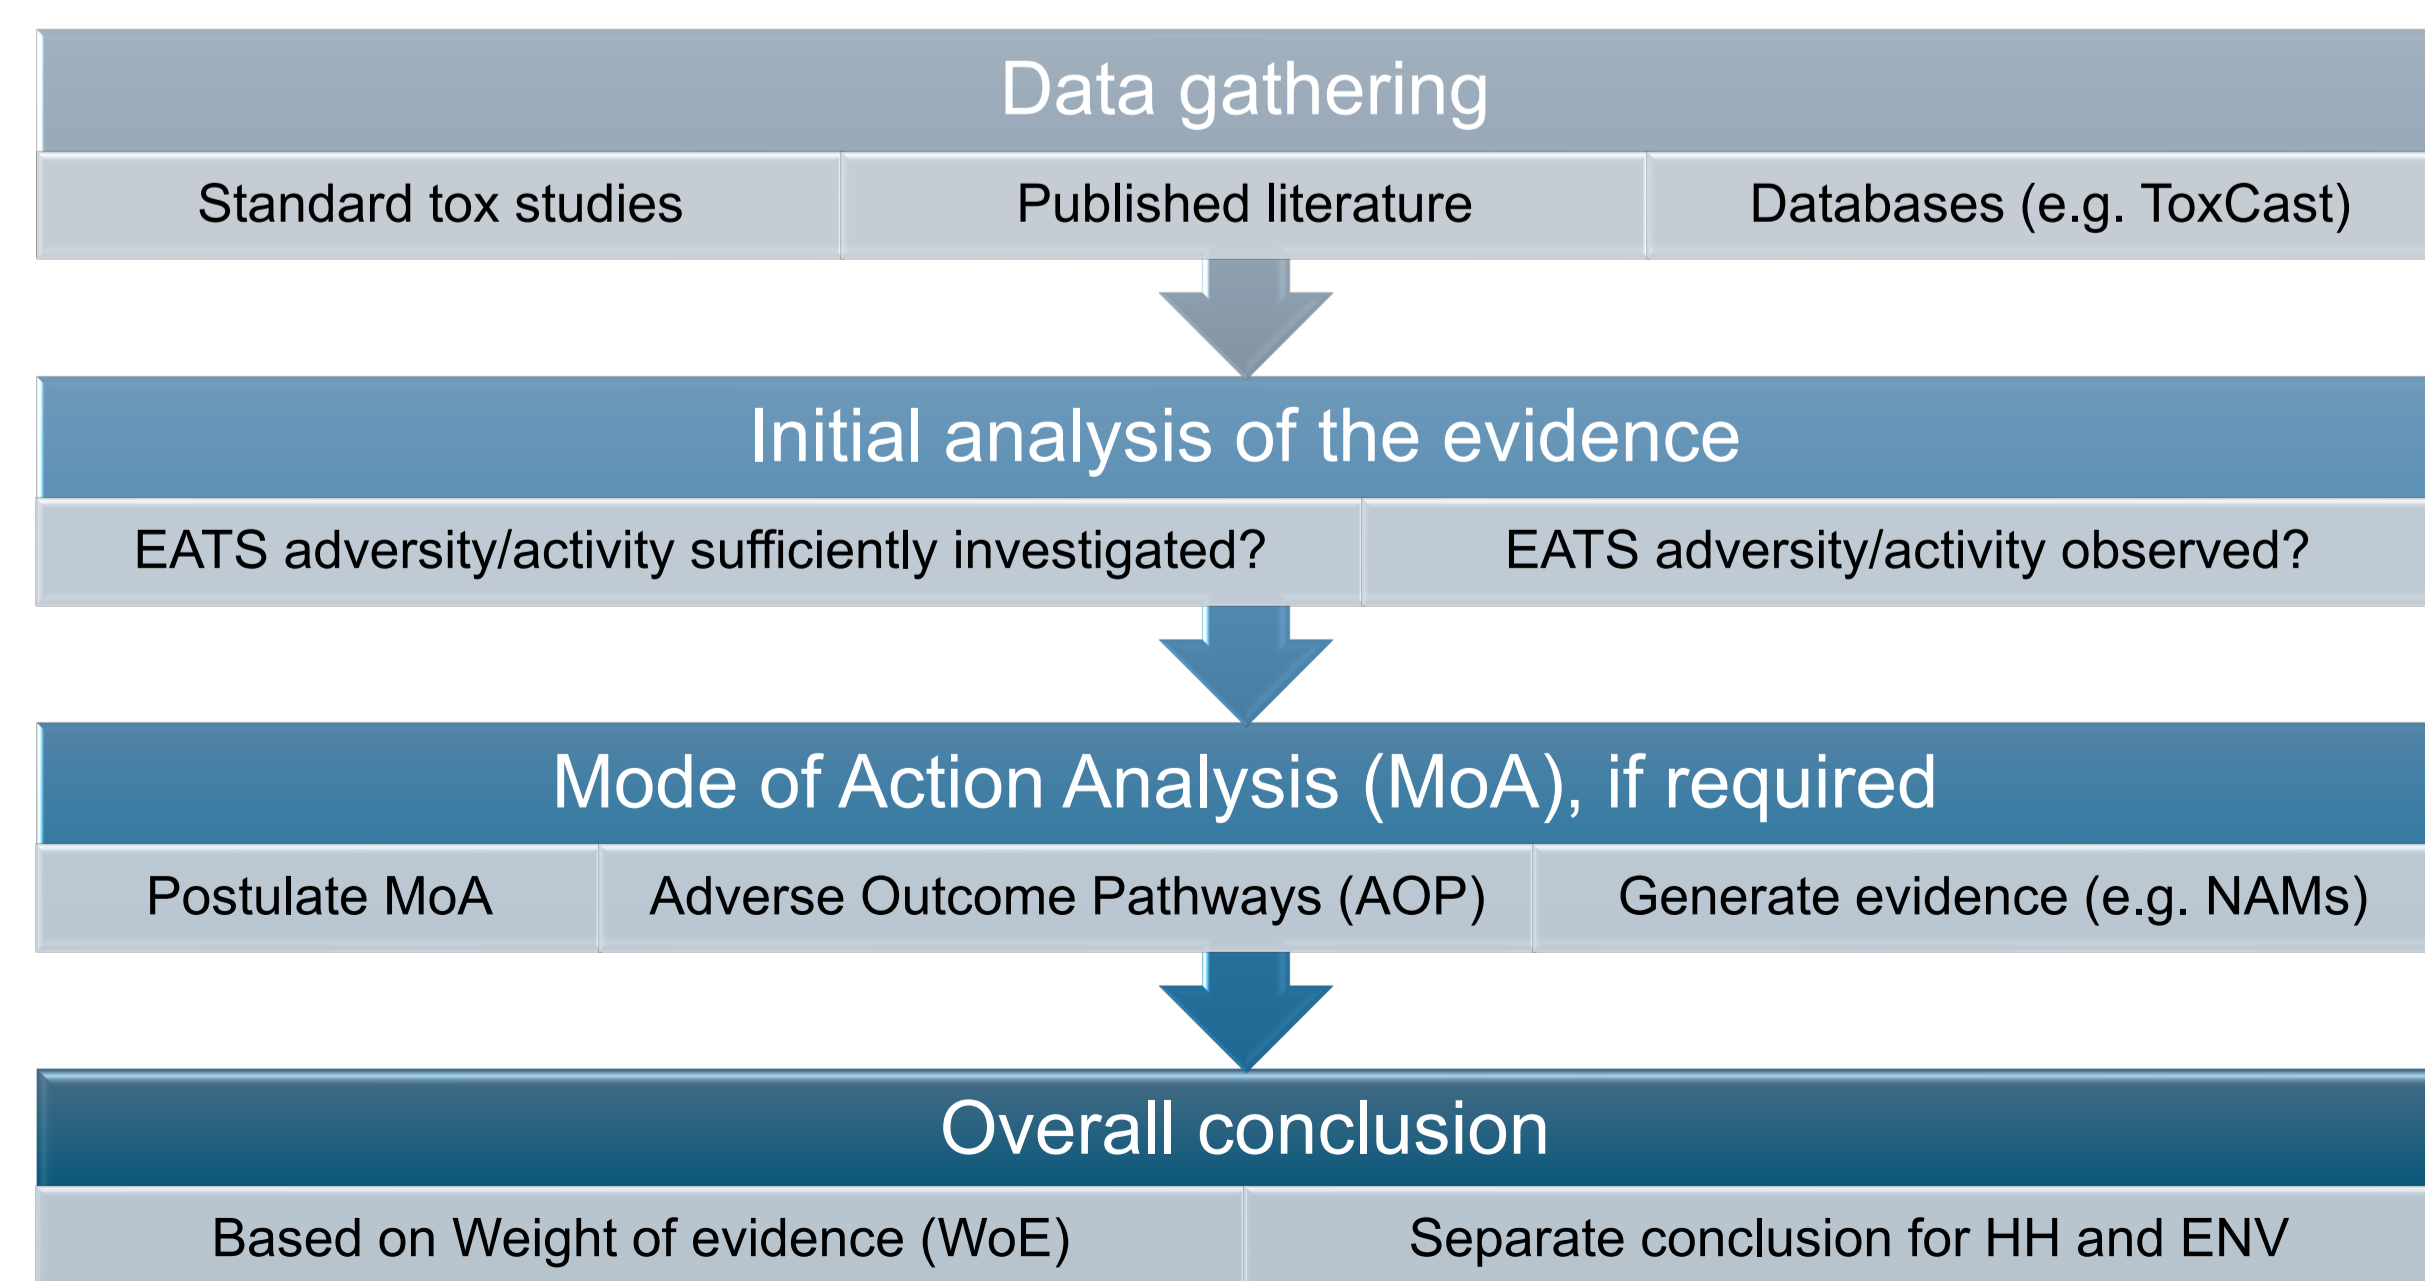 Data gathering
Standard tox studies
Published literature
Databases (e.g. ToxCast)
Initial analysis of the evidence
EATS adversity/activity sufficiently investigated?
EATS adversity/activity observed?
Mode of Action Analysis (MoA), if required
Postulate MoA
Adverse Outcome Pathways (AOP)
Generate evidence (e.g. NAMs)
Overall conclusion
Based on Weight of evidence (WoE)
Separate conclusion for HH and ENV